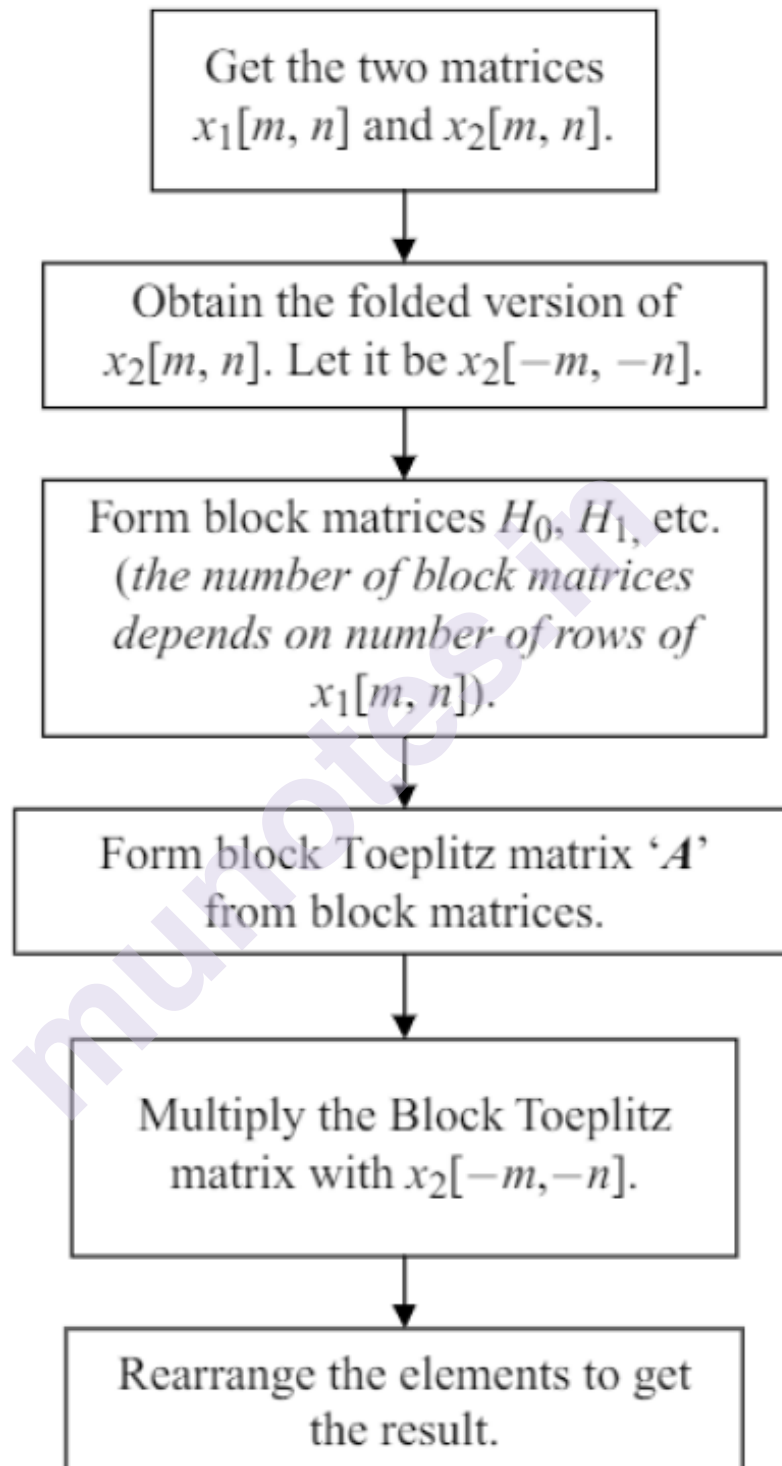 Get the two matrices
x₁[m, n] and x₂[m, n].
Obtain the folded version of
x₂[m, n]. Let it be x₂[−m, −n].
Form block matrices H₀, H₁, etc.
(the number of block matrices
depends on number of rows of
x₁[m, n]).
Form block Toeplitz matrix ‘A’
from block matrices.
Multiply the Block Toeplitz
matrix with x₂[−m,−n].
Rearrange the elements to get
the result.
munotes.in